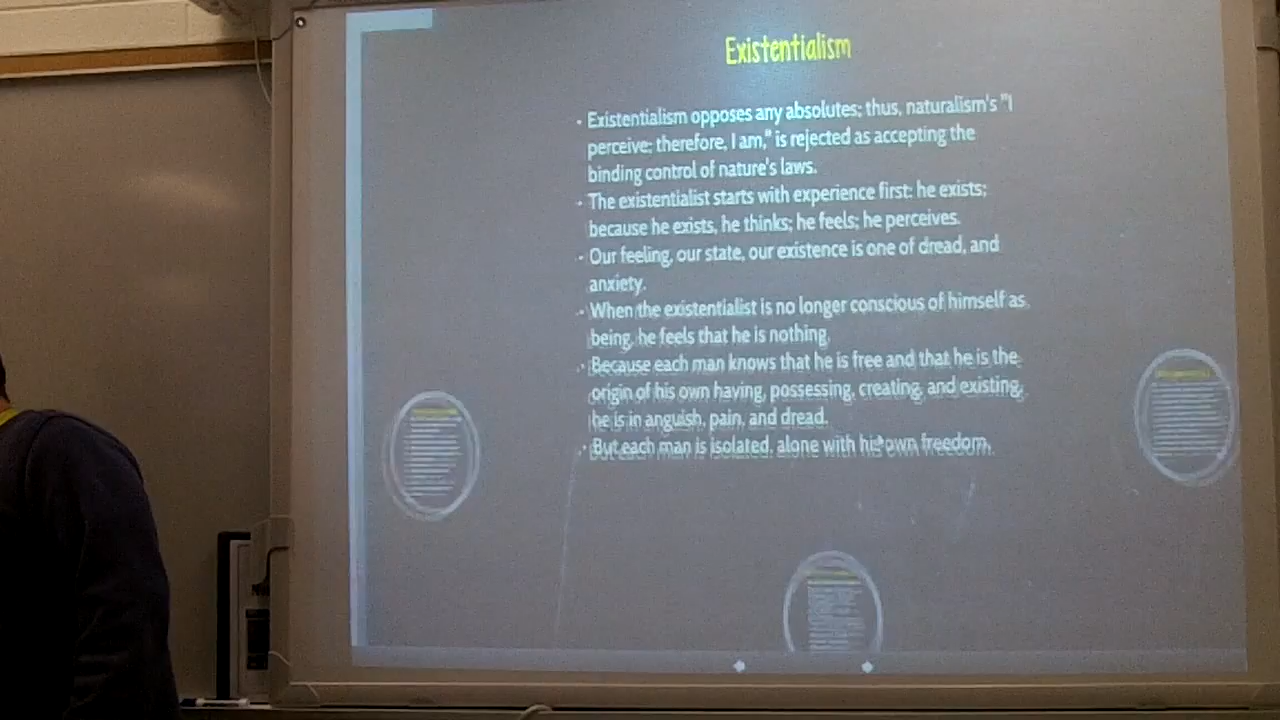 Existentialism
· Existentialism opposes any absolutes; thus, naturalism's "I
perceive; therefore, I am," is rejected as accepting the
binding control of nature's laws.
· The existentialist starts with experience first: he exists;
because he exists, he thinks; he feels; he perceives.
· Our feeling, our state, our existence is one of dread, and
anxiety.
· When the existentialist is no longer conscious of himself as
being, he feels that he is nothing.
· Because each man knows that he is free and that he is the
origin of his own having, possessing, creating, and existing,
he is in anguish, pain, and dread.
· But each man is isolated, alone with his own freedom.